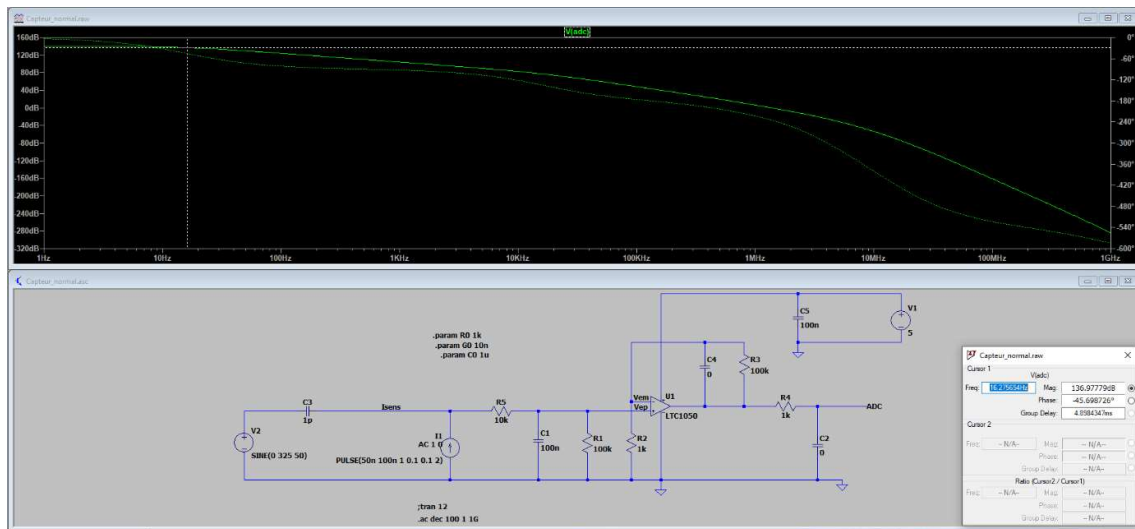 Capteur_normal.raw
V(adc)
160dB
120dB
80dB
40dB
0dB
-40dB
-80dB
-120dB
-160dB
-200dB
-240dB
-280dB
-320dB
0°
-60°
-120°
-180°
-240°
-300°
-360°
-420°
-480°
-540°
-600°
1Hz
10Hz
100Hz
1KHz
10KHz
100KHz
1MHz
10MHz
100MHz
1GHz
Capteur_normal.asc
.param R0 1k
.param G0 10n
.param C0 1u
C5
100n
V1
5
C4
0
R3
100k
Vem
Vep
U1
LTC1050
R4
1k
ADC
C2
0
C3
1p
Isens
R5
10k
V2
SINE(0 325 50)
I1
AC 1 0
PULSE(50n 100n 1 0.1 0.1 2)
C1
100n
R1
100k
R2
1k
;tran 12
.ac dec 100 1 1G
Capteur_normal.raw
Cursor 1
V(adc)
Freq:
Mag: 136.97779dB
Phase: -45.698726°
Group Delay: 4.8584347ms
Cursor 2
Freq: -- N/A-- Mag: -- N/A--
Phase: -- N/A--
Group Delay: -- N/A--
Ratio (Cursor2 / Cursor1)
Freq: -- N/A-- Mag: -- N/A--
Phase: -- N/A--
Group Delay: -- N/A--